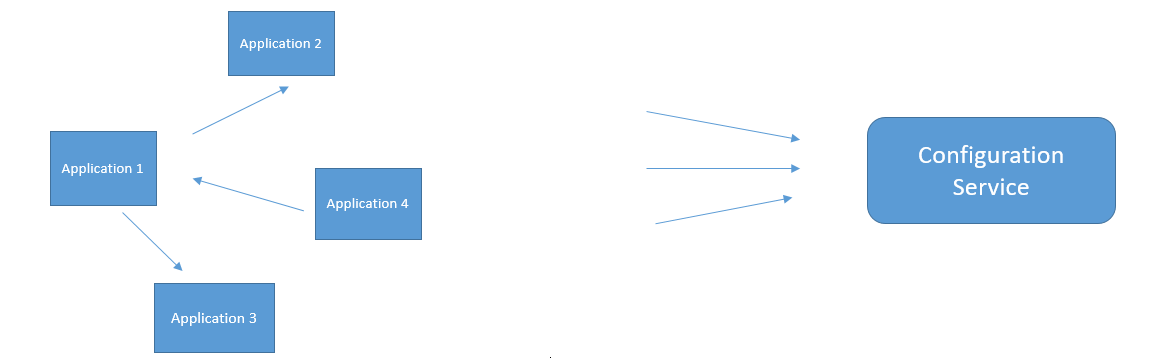 Application 2
Application 1
Application 4
Application 3
Configuration
Service